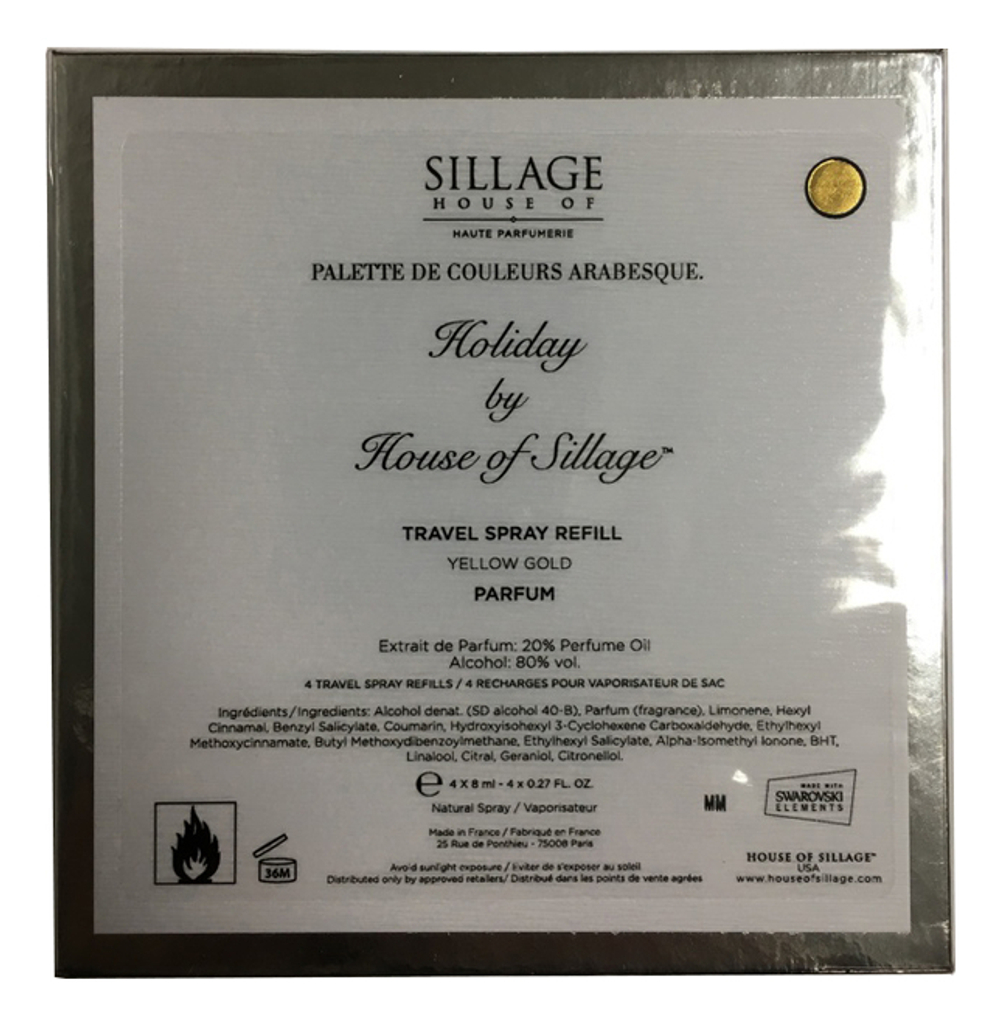 SILLAGE
HOUSE OF
HAUTE PARFUMERIE
PALETTE DE COULEURS ARABESQUE.
Holiday
by
House of Sillage™
TRAVEL SPRAY REFILL
YELLOW GOLD
PARFUM
Extrait de Parfum: 20% Perfume Oil
Alcohol: 80% vol.
4 TRAVEL SPRAY REFILLS / 4 RECHARGES POUR VAPORISATEUR DE SAC
Ingrédients/Ingredients: Alcohol denat. (SD alcohol 40-B), Parfum (fragrance), Limonene, Hexyl
Cinnamal, Benzyl Salicylate, Coumarin, Hydroxyisohexyl 3-Cyclohexene Carboxaldehyde, Ethylhexyl
Methoxycinnamate, Butyl Methoxydibenzoylmethane, Ethylhexyl Salicylate, Alpha-Isomethyl Ionone, BHT,
Linalool, Citral, Geraniol, Citronellol.
e 4 X 8 ml - 4 x 0.27 FL. OZ.
Natural Spray / Vaporisateur
MM
MADE WITH
SWAROVSKI
ELEMENTS
Made in France / Fabriqué en France
25 Rue de Ponthieu - 75008 Paris
36M
Avoid sunlight exposure / Eviter de s'exposer au soleil
Distributed only by approved retailers/ Distribué dans les points de vente agrées
HOUSE OF SILLAGE™
USA
www.houseofsillage.com